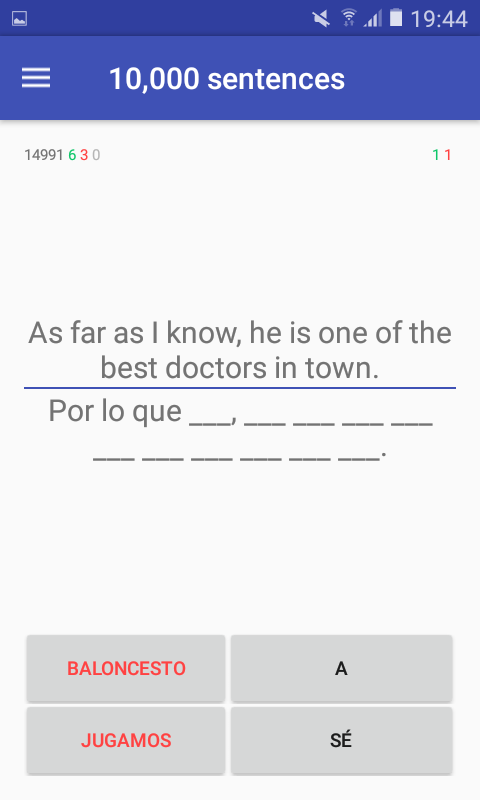 19:44
10,000 sentences
14991 6 3 0 1 1
As far as I know, he is one of the
best doctors in town.
Por lo que ___, ___ ___ ___ ___
___ ___ ___ ___ ___ ___.
BALONCESTO A
JUGAMOS SÉ